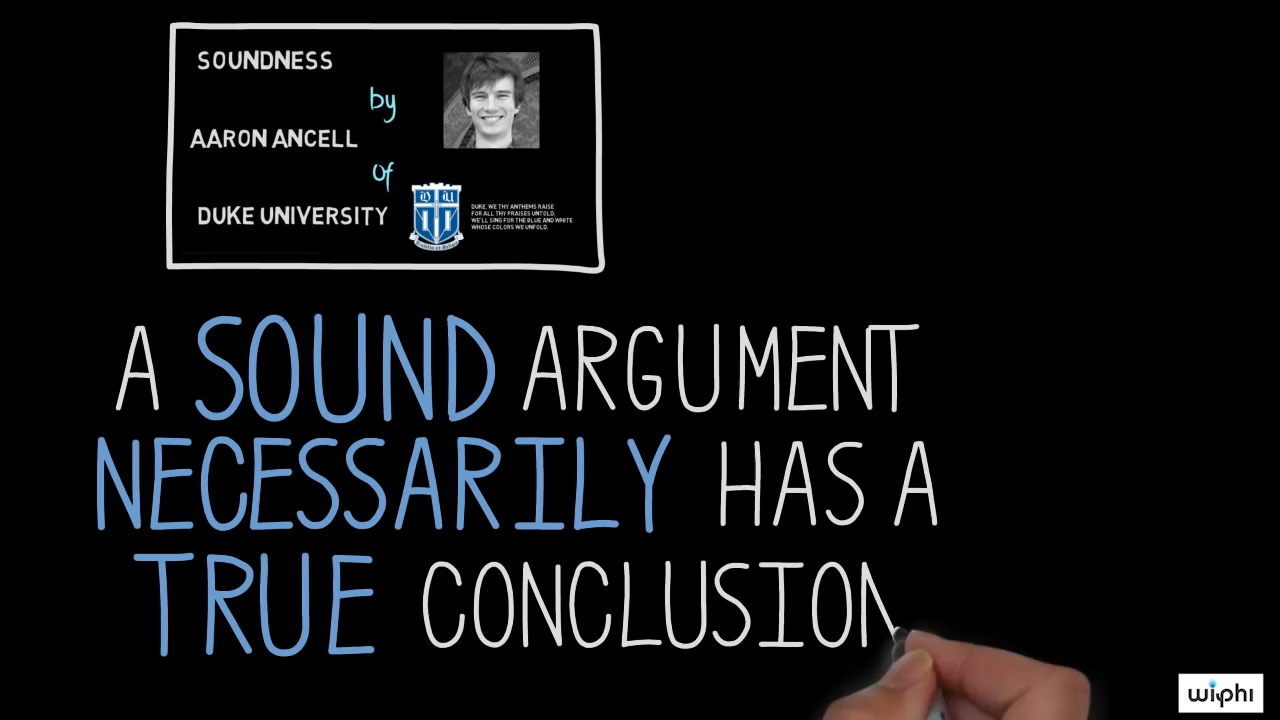 SOUNDNESS
by
AARON ANCELL
of
DUKE UNIVERSITY
DUKE, WE THY ANTHEMS RAISE
FOR ALL THY PRAISES UNTOLD,
WE'LL SING FOR THE BLUE AND WHITE
WHOSE COLORS WE UNFOLD.
A SOUND ARGUMENT
NECESSARILY HAS A
TRUE CONCLUSION
wiphi